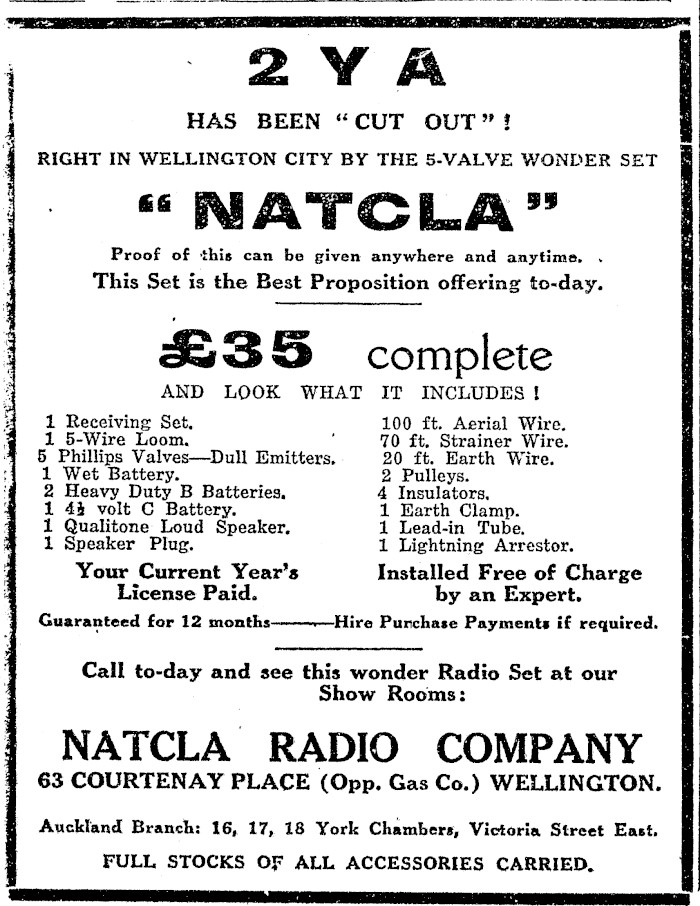 2 Y A
HAS BEEN “CUT OUT”!
RIGHT IN WELLINGTON CITY BY THE 5-VALVE WONDER SET
“NATCLA”
Proof of this can be given anywhere and anytime.
This Set is the Best Proposition offering to-day.
£35 complete
AND LOOK WHAT IT INCLUDES!
1 Receiving Set.
1 5-Wire Loom.
5 Phillips Valves—Dull Emitters.
1 Wet Battery.
2 Heavy Duty B Batteries.
1 4½ volt C Battery.
1 Qualitone Loud Speaker.
1 Speaker Plug.
100 ft. Aerial Wire.
70 ft. Strainer Wire.
20 ft. Earth Wire.
2 Pulleys.
4 Insulators.
1 Earth Clamp.
1 Lead-in Tube.
1 Lightning Arrestor.
Your Current Year's
License Paid.
Installed Free of Charge
by an Expert.
Guaranteed for 12 months———Hire Purchase Payments if required.
Call to-day and see this wonder Radio Set at our
Show Rooms:
NATCLA RADIO COMPANY
63 COURTENAY PLACE (Opp. Gas Co.) WELLINGTON.
Auckland Branch: 16, 17, 18 York Chambers, Victoria Street East.
FULL STOCKS OF ALL ACCESSORIES CARRIED.